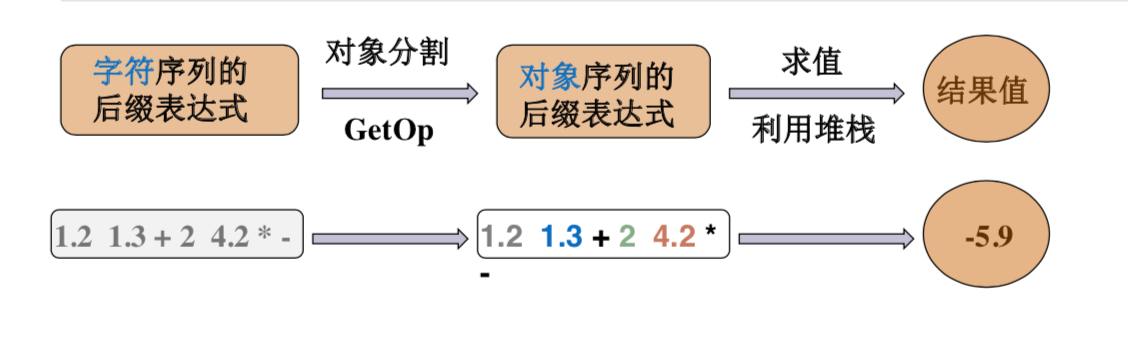 字符序列的
后缀表达式
对象分割
GetOp
对象序列的
后缀表达式
求值
利用堆栈
结果值
1.2 1.3 + 2 4.2 * -
1.2 1.3 + 2 4.2 *
-
-5.9